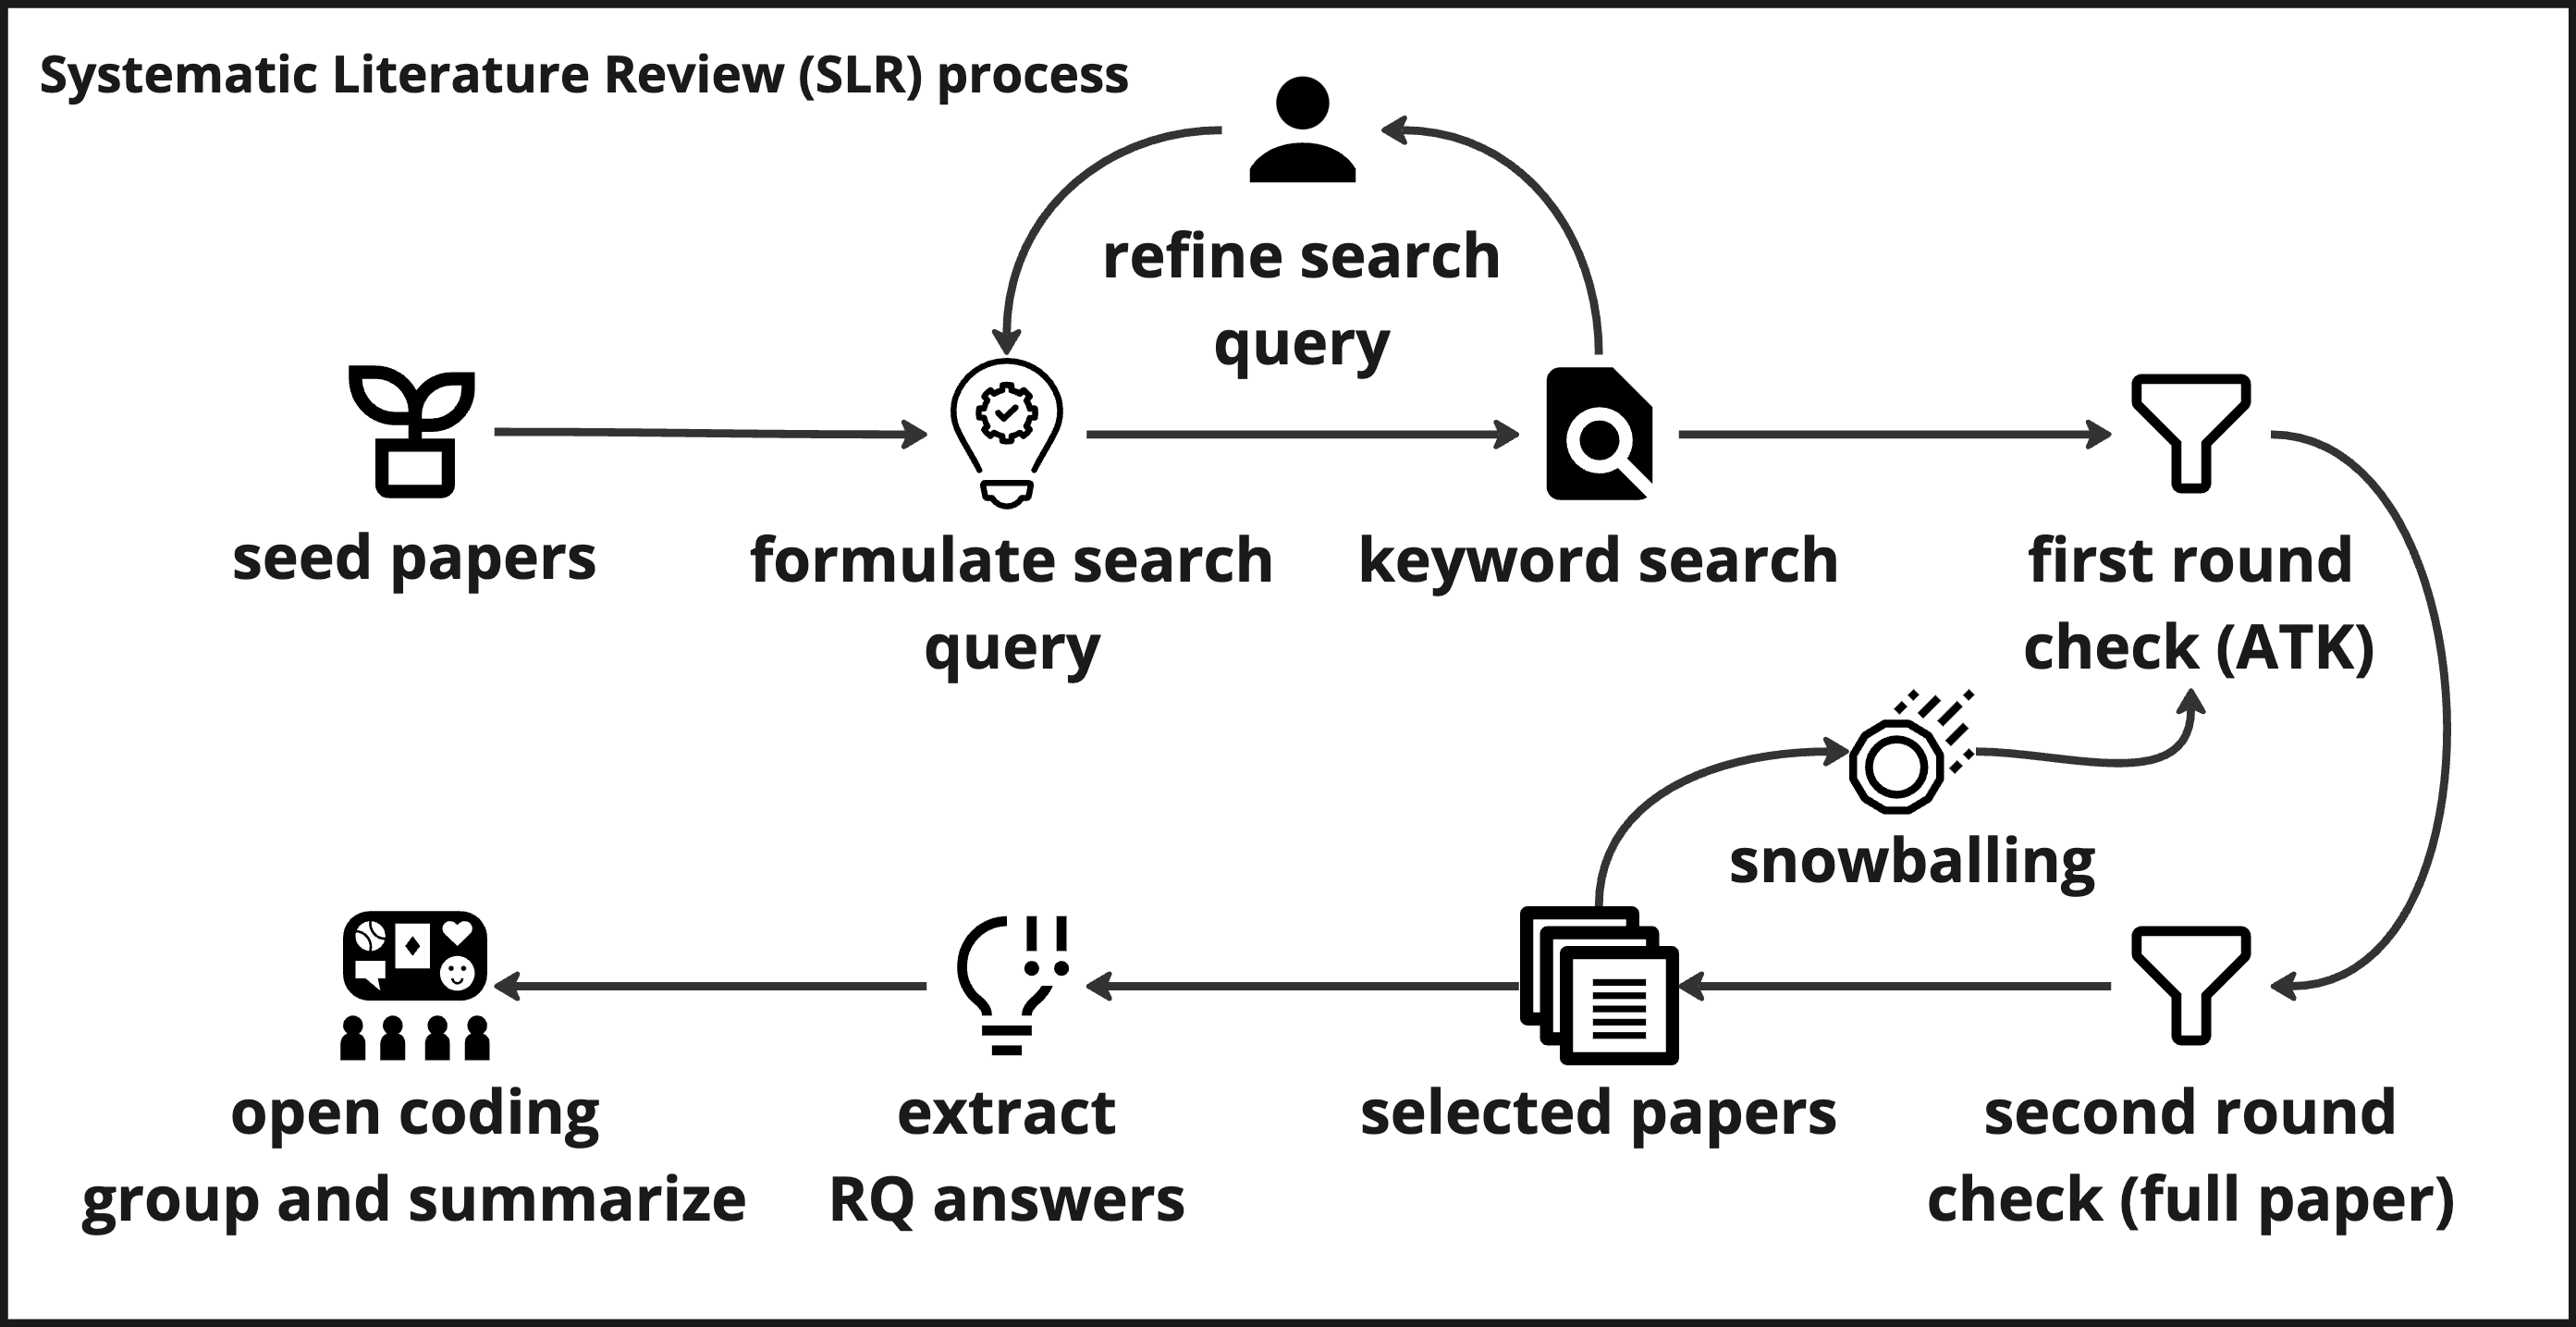 Systematic Literature Review (SLR) process
refine search
query
seed papers
formulate search
query
keyword search
first round
check (ATK)
snowballing
open coding
group and summarize
extract
RQ answers
selected papers
second round
check (full paper)